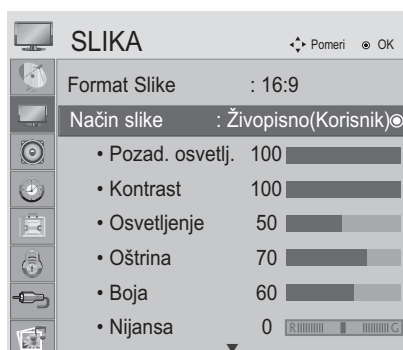 SLIKA Pomeri OK
Format Slike : 16:9
Način slike : Živopisno(Korisnik)
• Pozad. osvetlj. 100
• Kontrast 100
• Osvetljenje 50
• Oštrina 70
• Boja 60
• Nijansa 0 R G